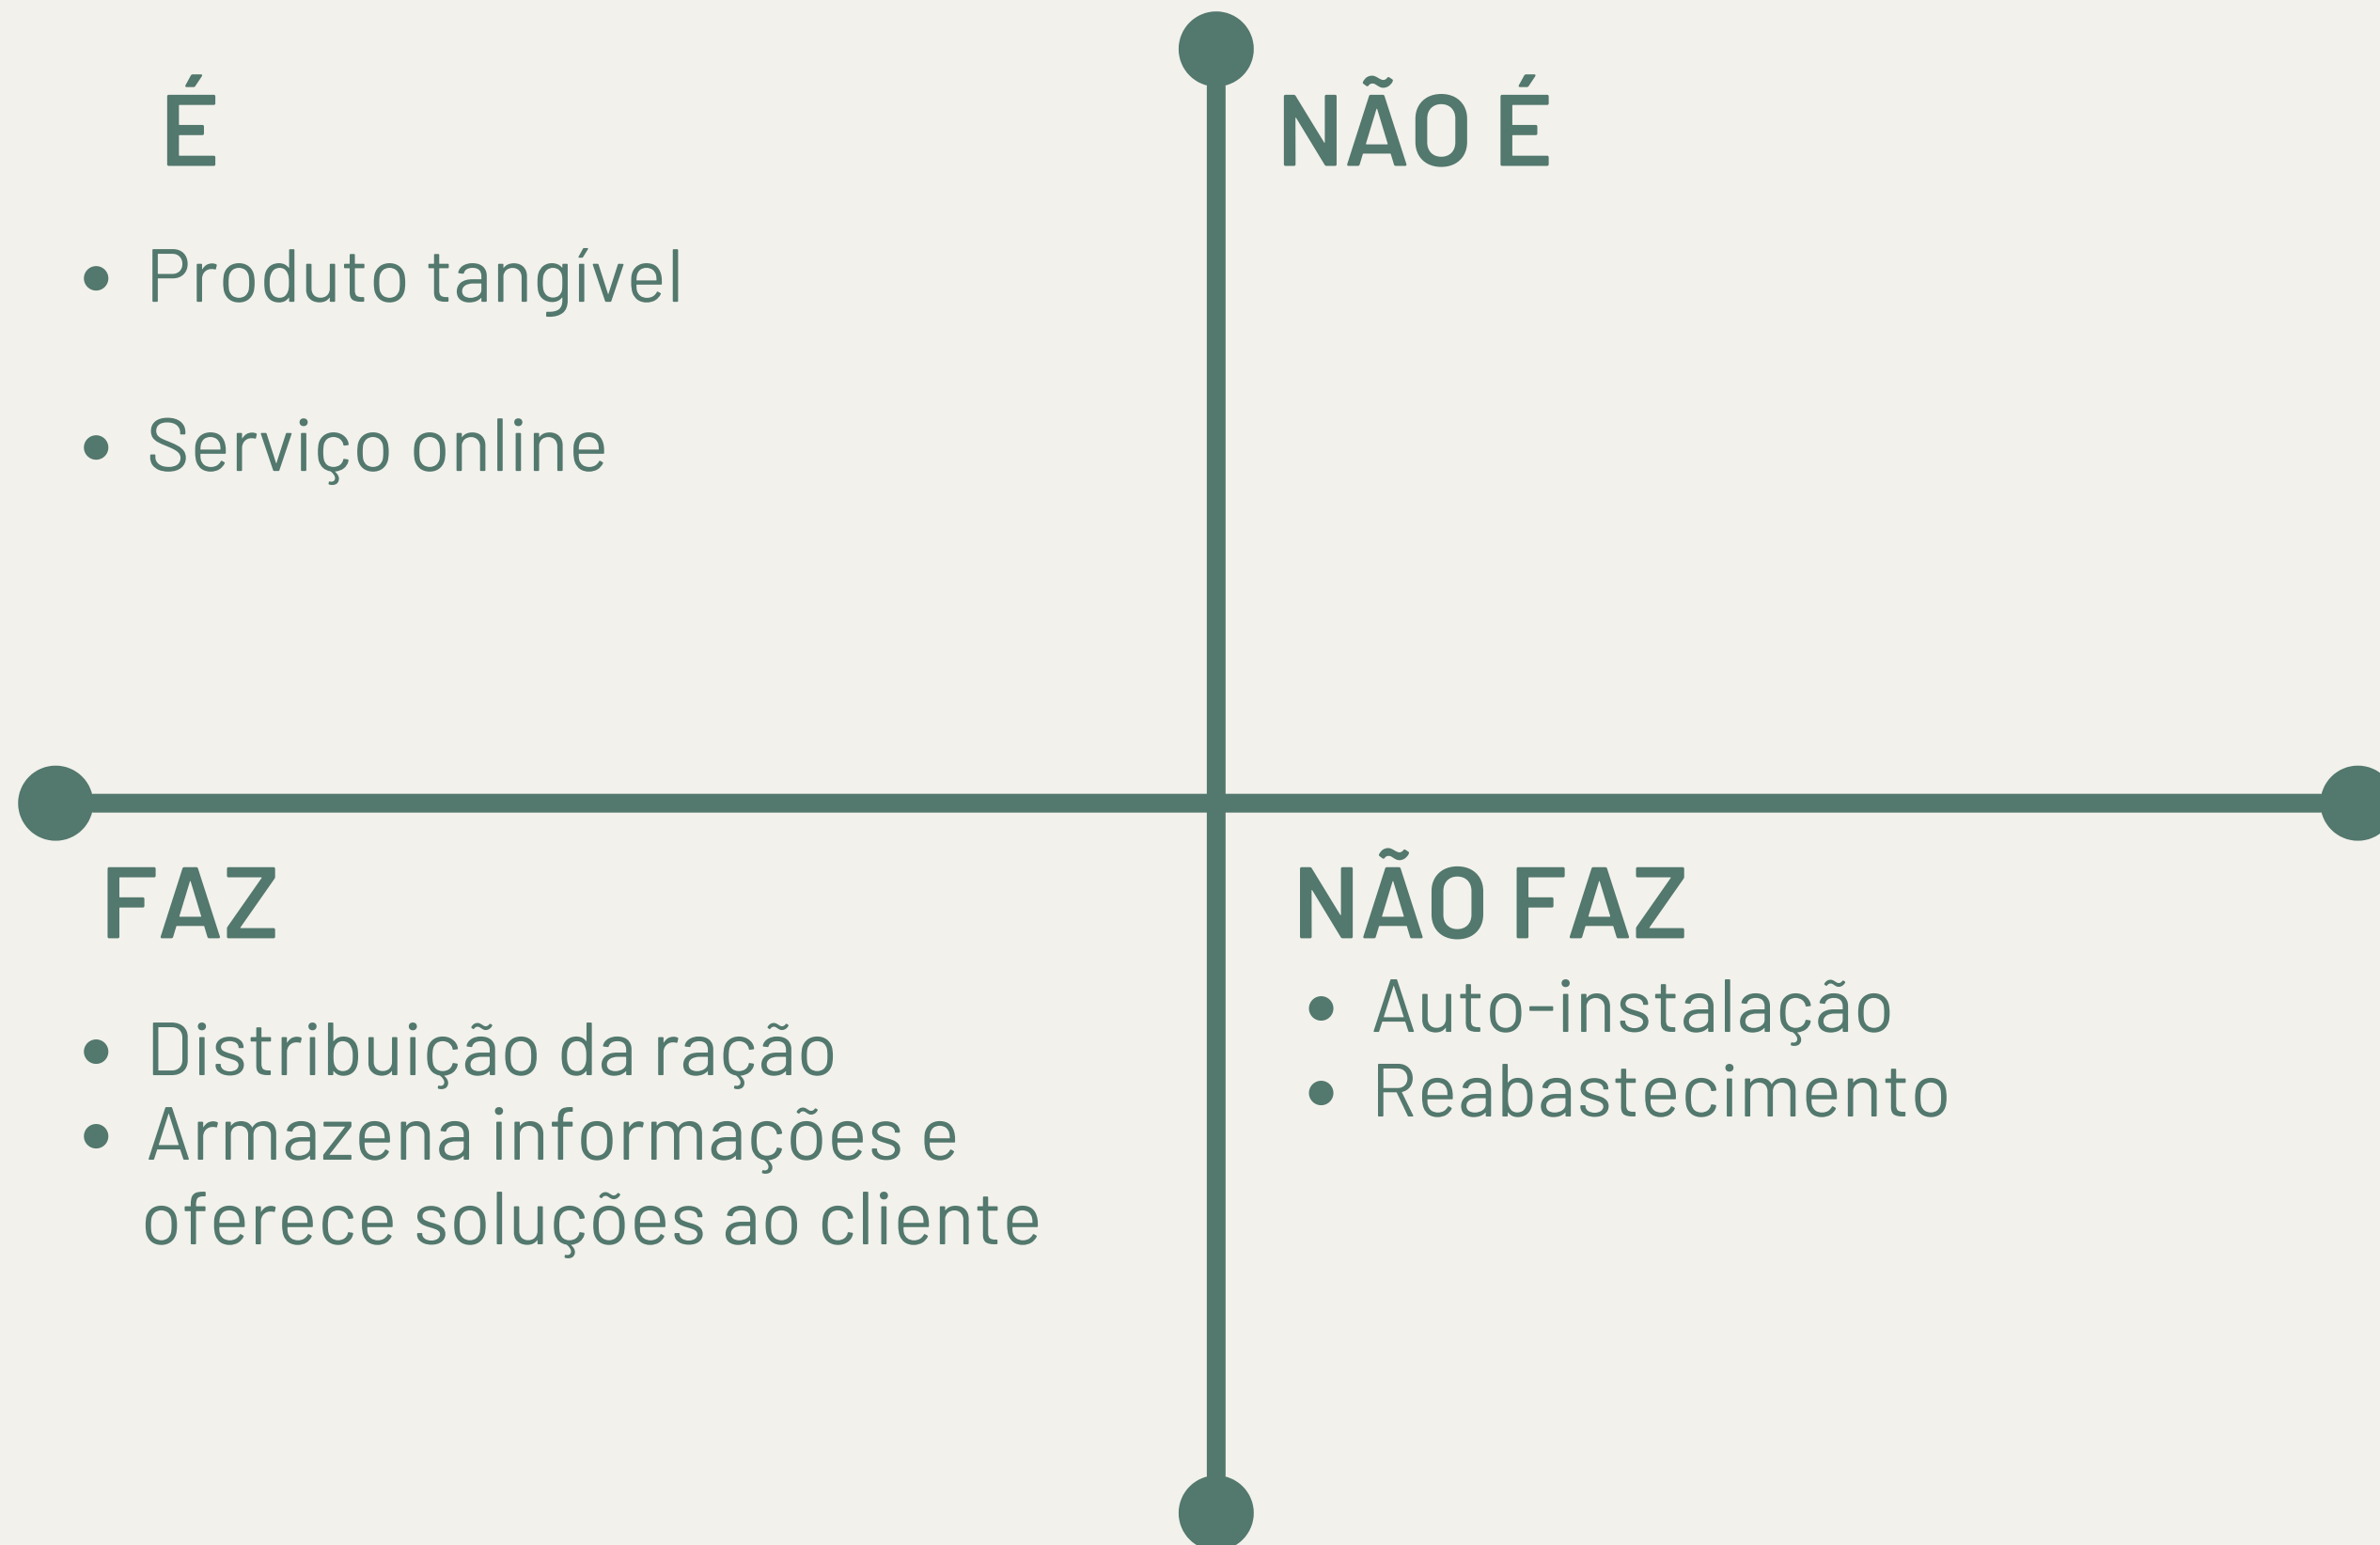 É
• Produto tangível
• Serviço online
NÃO É
FAZ
• Distribuição da ração
• Armazena informações e
oferece soluções ao cliente
NÃO FAZ
• Auto-instalação
• Reabastecimento